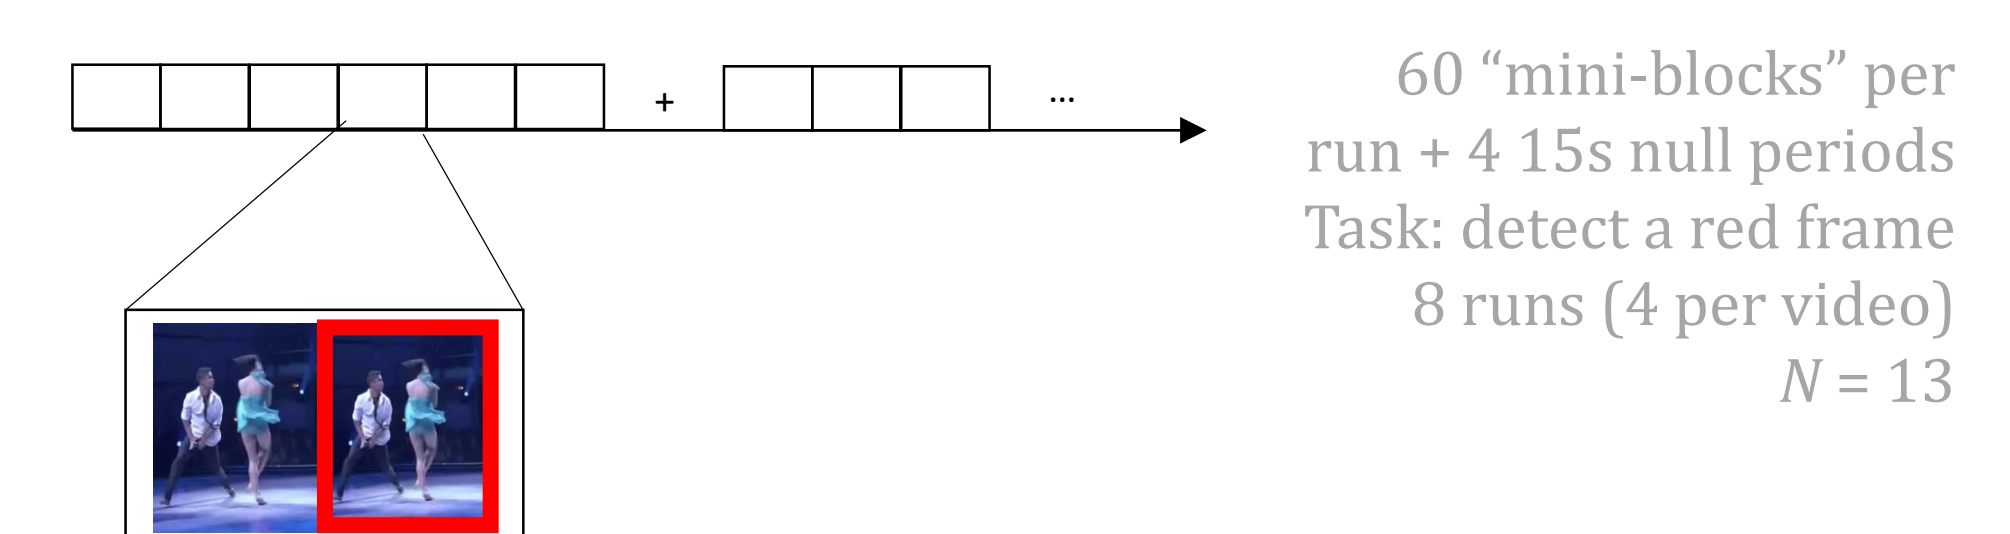 +
...
60 “mini-blocks” per
run + 4 15s null periods
Task: detect a red frame
8 runs (4 per video)
N = 13